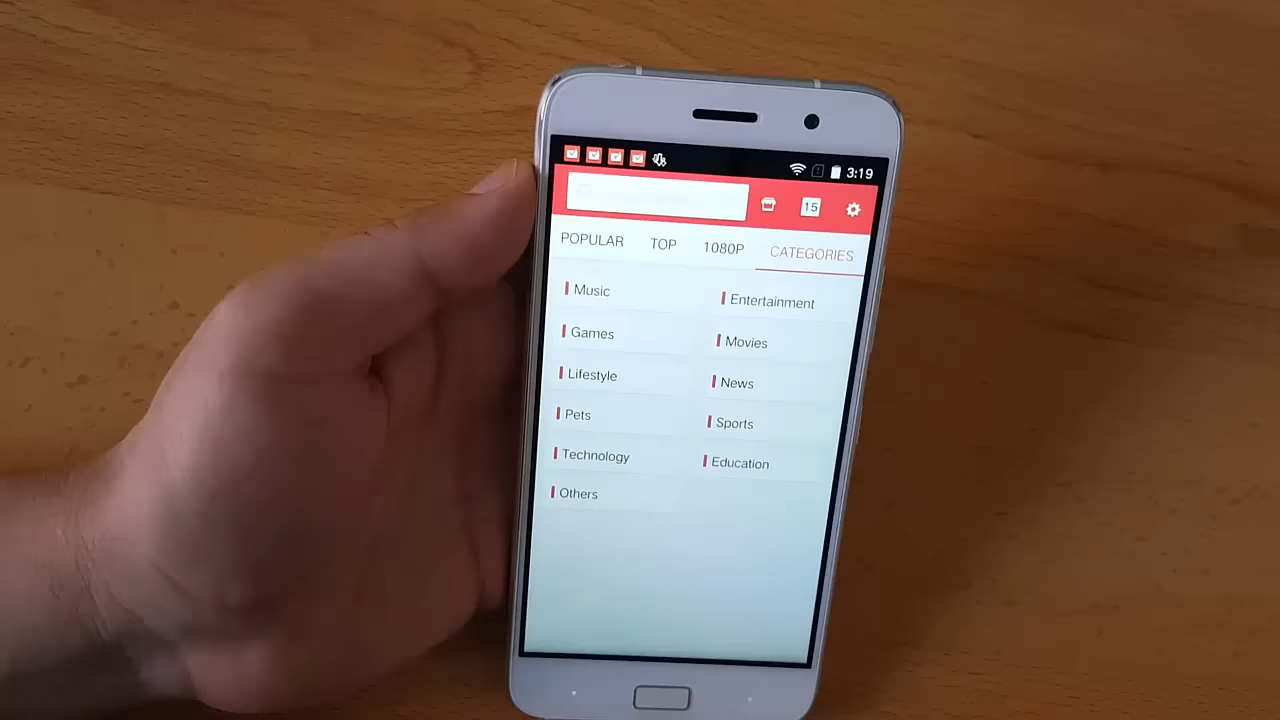 3:19
15
POPULAR TOP 1080P CATEGORIES
Music Entertainment
Games Movies
Lifestyle News
Pets Sports
Technology Education
Others